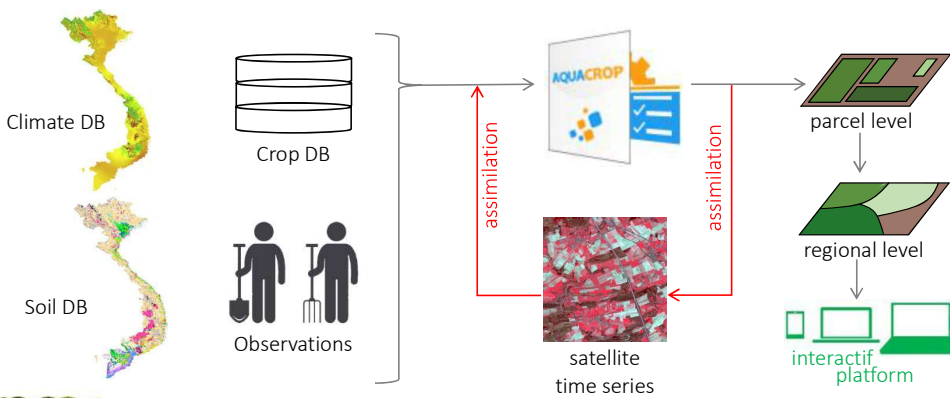 Climate DB
Soil DB
Crop DB
Observations
assimilation
AQUACROP
satellite
time series
assimilation
parcel level
regional level
interactif
platform